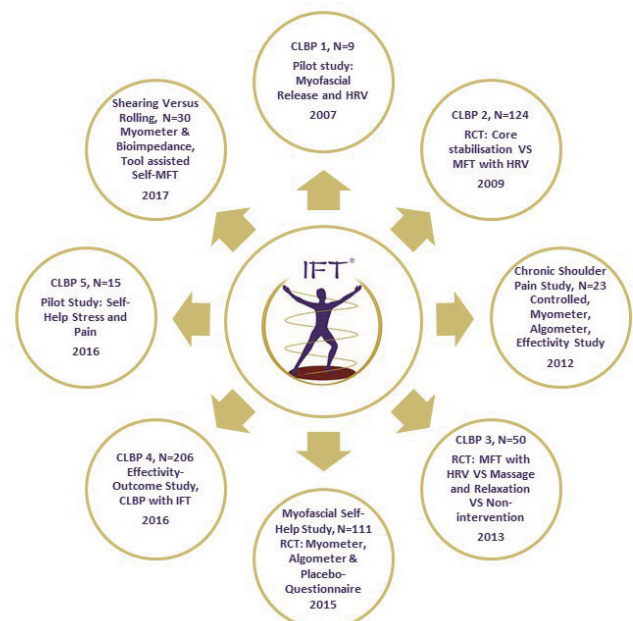 CLBP 1, N=9
Pilot study:
Myofascial
Release and HRV
2007
CLBP 2, N=124
RCT: Core
stabilisation VS
MFT with HRV
2009
Chronic Shoulder
Pain Study, N=23
Controlled,
Myometer,
Algometer,
Effectivity Study
2012
CLBP 3, N=50
RCT: MFT with
HRV VS Massage
and Relaxation
VS Non-
intervention
2013
Myofascial Self-
Help Study, N=111
RCT: Myometer,
Algometer &
Placebo-
Questionnaire
2015
CLBP 4, N=206
Effectivity-
Outcome Study,
CLBP with IFT
2016
CLBP 5, N=15
Pilot Study: Self-
Help Stress and
Pain
2016
Shearing Versus
Rolling, N=30
Myometer &
Bioimpedance,
Tool assisted
Self-MFT
2017
IFT®